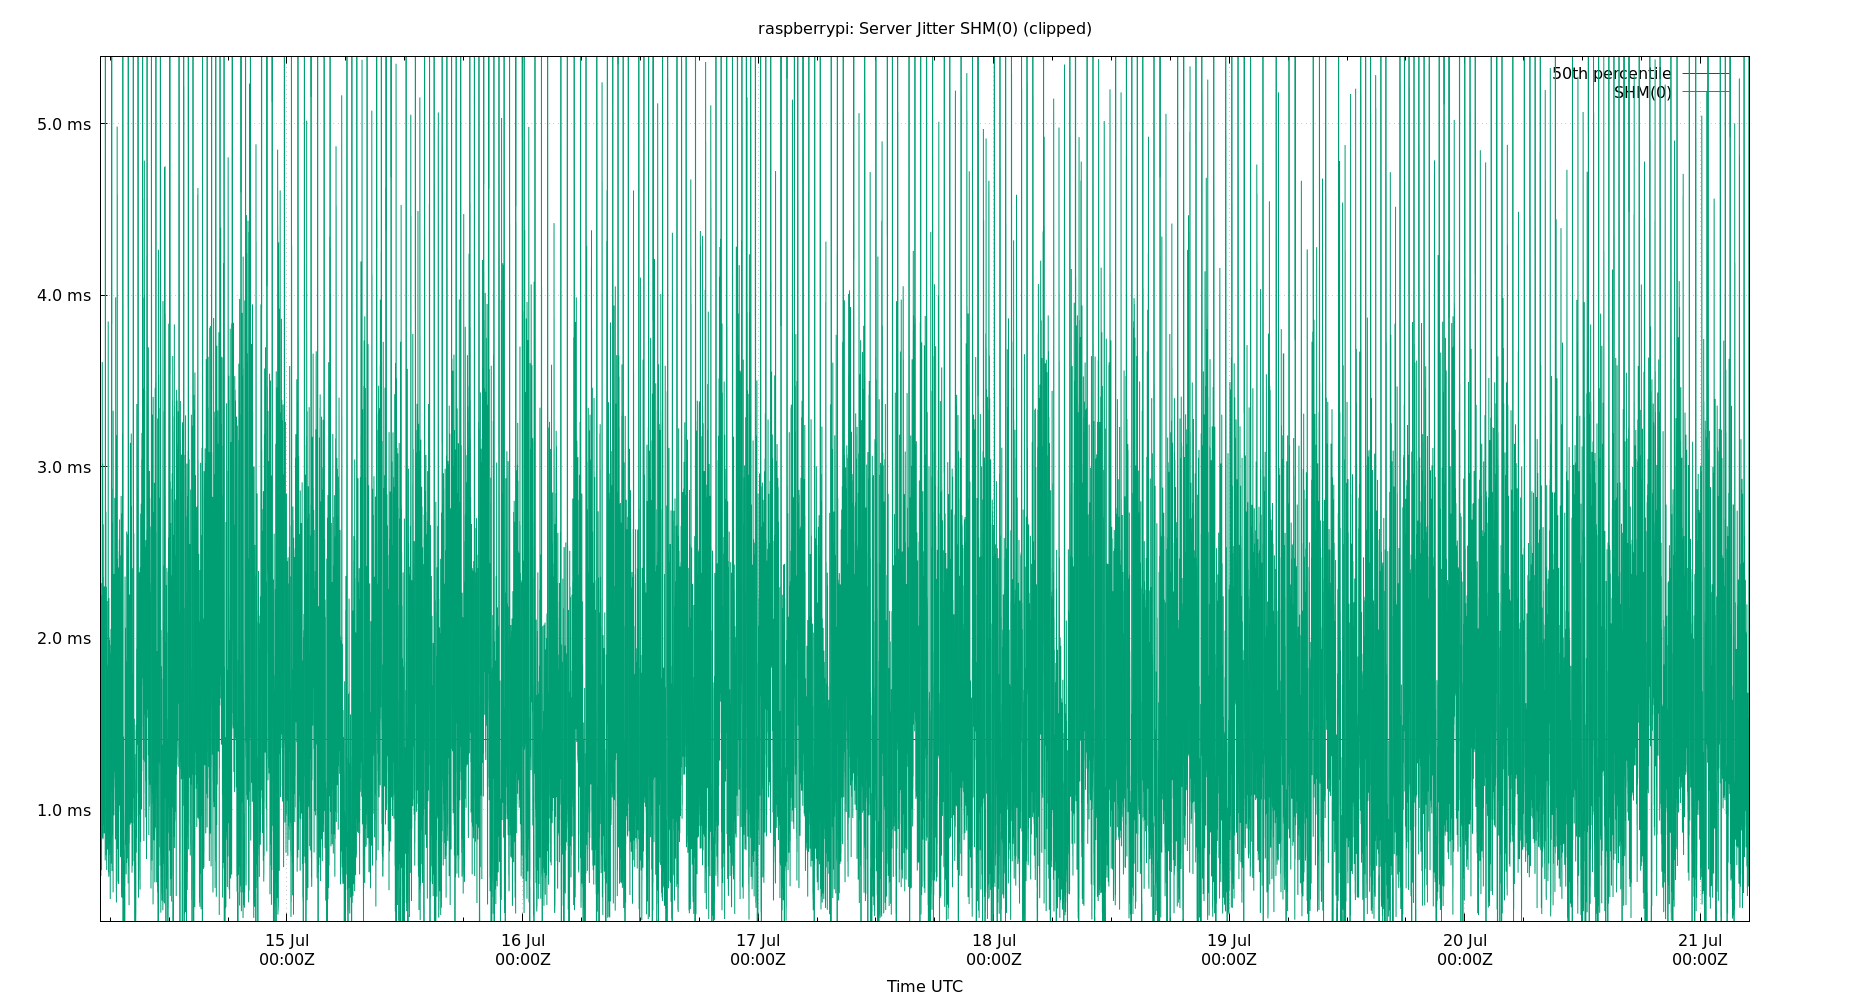 raspberrypi: Server Jitter SHM(0) (clipped)
50th percentile
SHM(0)
5.0 ms
4.0 ms
3.0 ms
2.0 ms
1.0 ms
15 Jul 16 Jul 17 Jul 18 Jul 19 Jul 20 Jul 21 Jul
00:00Z 00:00Z 00:00Z 00:00Z 00:00Z 00:00Z 00:00Z
Time UTC